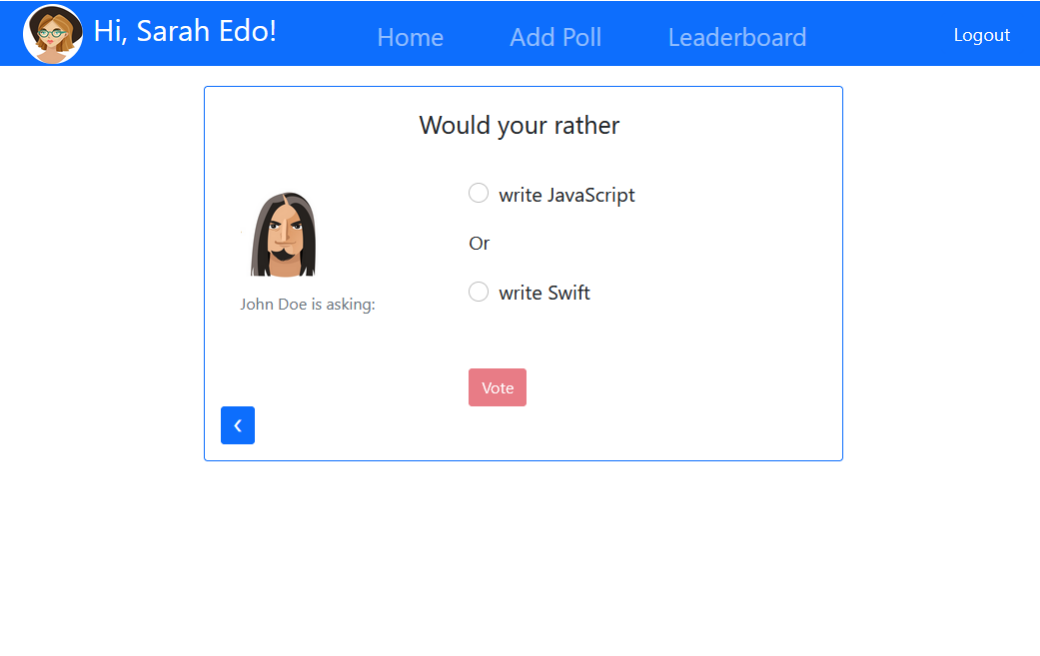 Hi, Sarah Edo!
Home
Add Poll
Leaderboard
Logout
Would your rather
write JavaScript
Or
write Swift
John Doe is asking:
Vote